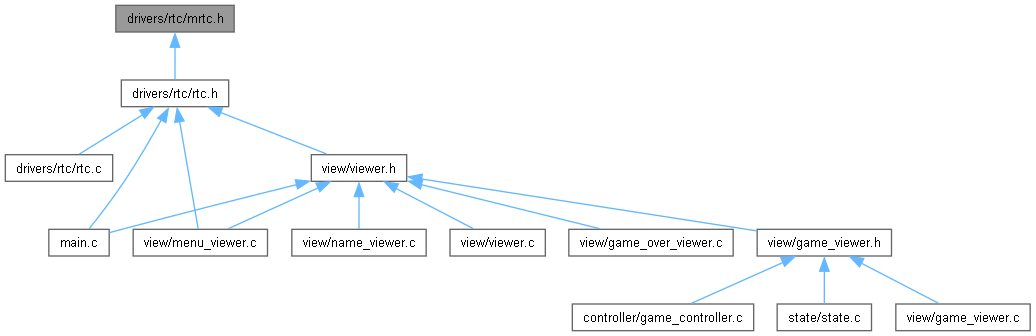 drivers/rtc/mrtc.h
drivers/rtc/rtc.h
drivers/rtc/rtc.c
view/viewer.h
main.c
view/menu_viewer.c
view/name_viewer.c
view/viewer.c
view/game_over_viewer.c
view/game_viewer.h
controller/game_controller.c
state/state.c
view/game_viewer.c